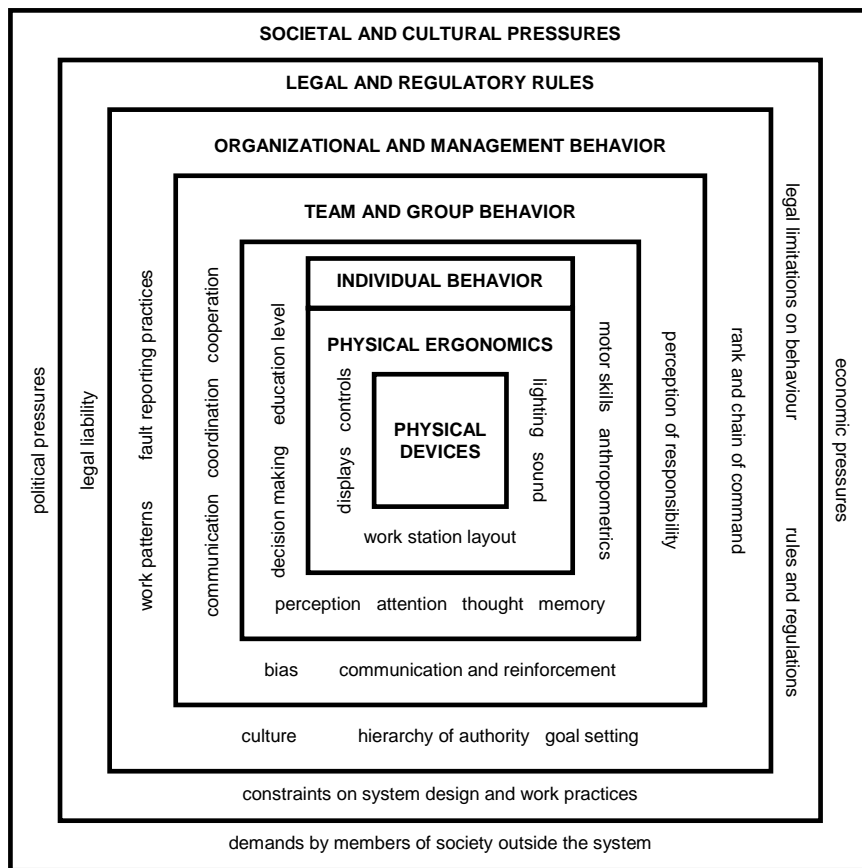 SOCIETAL AND CULTURAL PRESSURES
LEGAL AND REGULATORY RULES
ORGANIZATIONAL AND MANAGEMENT BEHAVIOR
TEAM AND GROUP BEHAVIOR
INDIVIDUAL BEHAVIOR
PHYSICAL ERGONOMICS
PHYSICAL
DEVICES
political pressures
legal liability
work patterns fault reporting practices
communication coordination cooperation
decision making education level
displays controls
lighting sound
motor skills anthropometrics
perception of responsibility
rank and chain of command
legal limitations on behaviour
rules and regulations
economic pressures
work station layout
perception attention thought memory
bias communication and reinforcement
culture hierarchy of authority goal setting
constraints on system design and work practices
demands by members of society outside the system